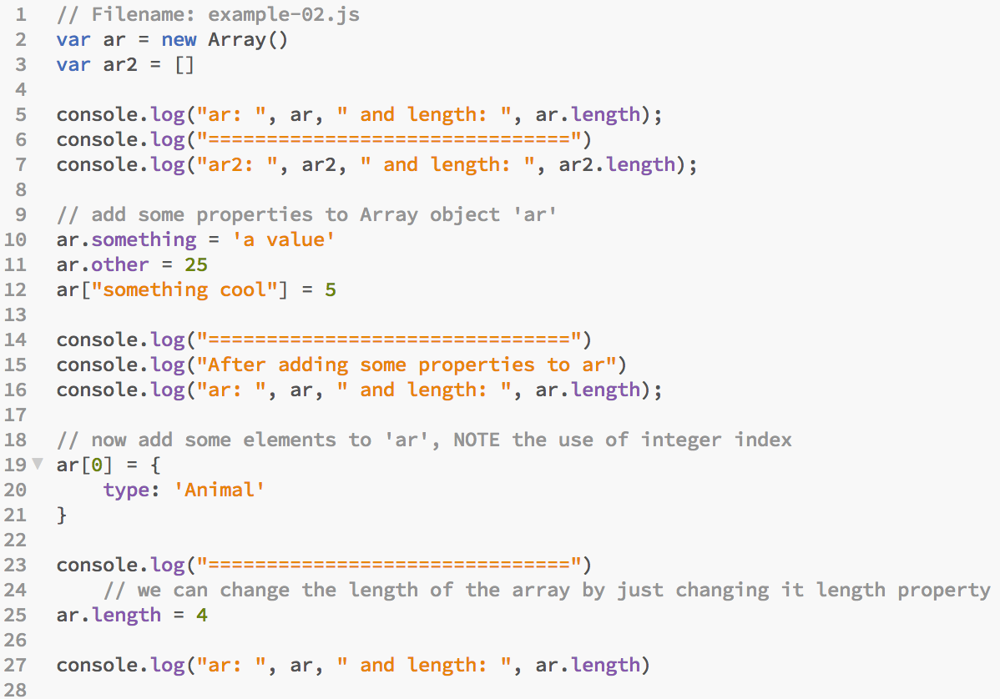 1 // Filename: example-02.js
2 var ar = new Array()
3 var ar2 = []
4
5 console.log("ar: ", ar, " and length: ", ar.length);
6 console.log("===============================")
7 console.log("ar2: ", ar2, " and length: ", ar2.length);
8
9 // add some properties to Array object 'ar'
10 ar.something = 'a value'
11 ar.other = 25
12 ar["something cool"] = 5
13
14 console.log("===============================")
15 console.log("After adding some properties to ar")
16 console.log("ar: ", ar, " and length: ", ar.length);
17
18 // now add some elements to 'ar', NOTE the use of integer index
19 ar[0] = {
20     type: 'Animal'
21 }
22
23 console.log("===============================")
24     // we can change the length of the array by just changing it length property
25 ar.length = 4
26
27 console.log("ar: ", ar, " and length: ", ar.length)
28